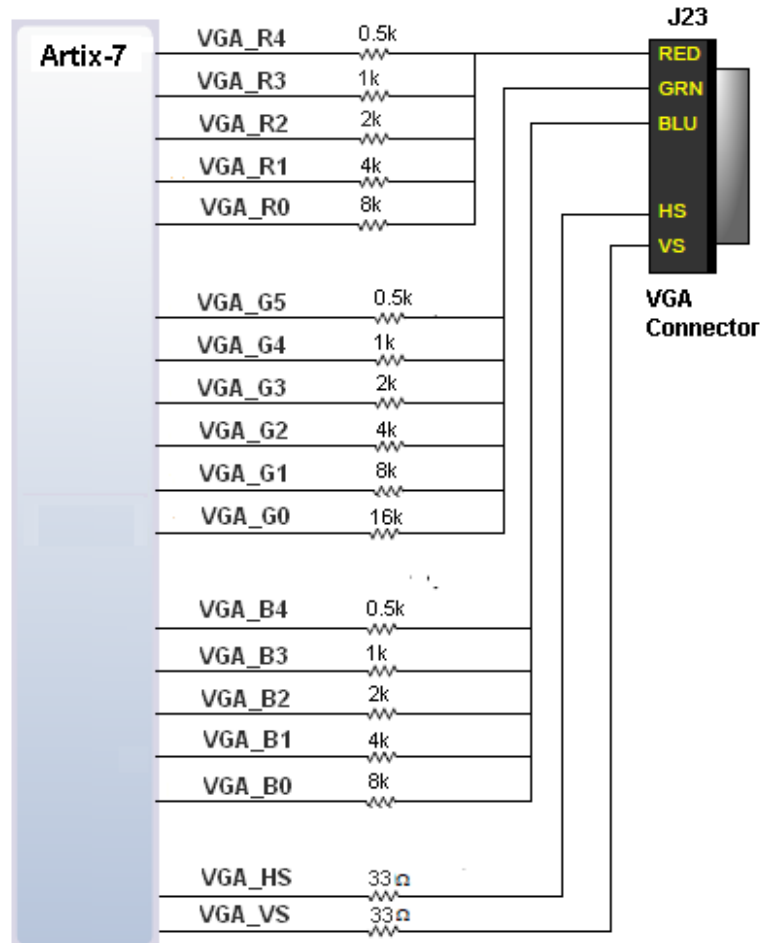 J23
Artix-7
VGA_R4 0.5k
VGA_R3 1k
VGA_R2 2k
VGA_R1 4k
VGA_R0 8k
RED
GRN
BLU
HS
VS
VGA
Connector
VGA_G5 0.5k
VGA_G4 1k
VGA_G3 2k
VGA_G2 4k
VGA_G1 8k
VGA_G0 16k
VGA_B4 0.5k
VGA_B3 1k
VGA_B2 2k
VGA_B1 4k
VGA_B0 8k
VGA_HS 33Ω
VGA_VS 33Ω